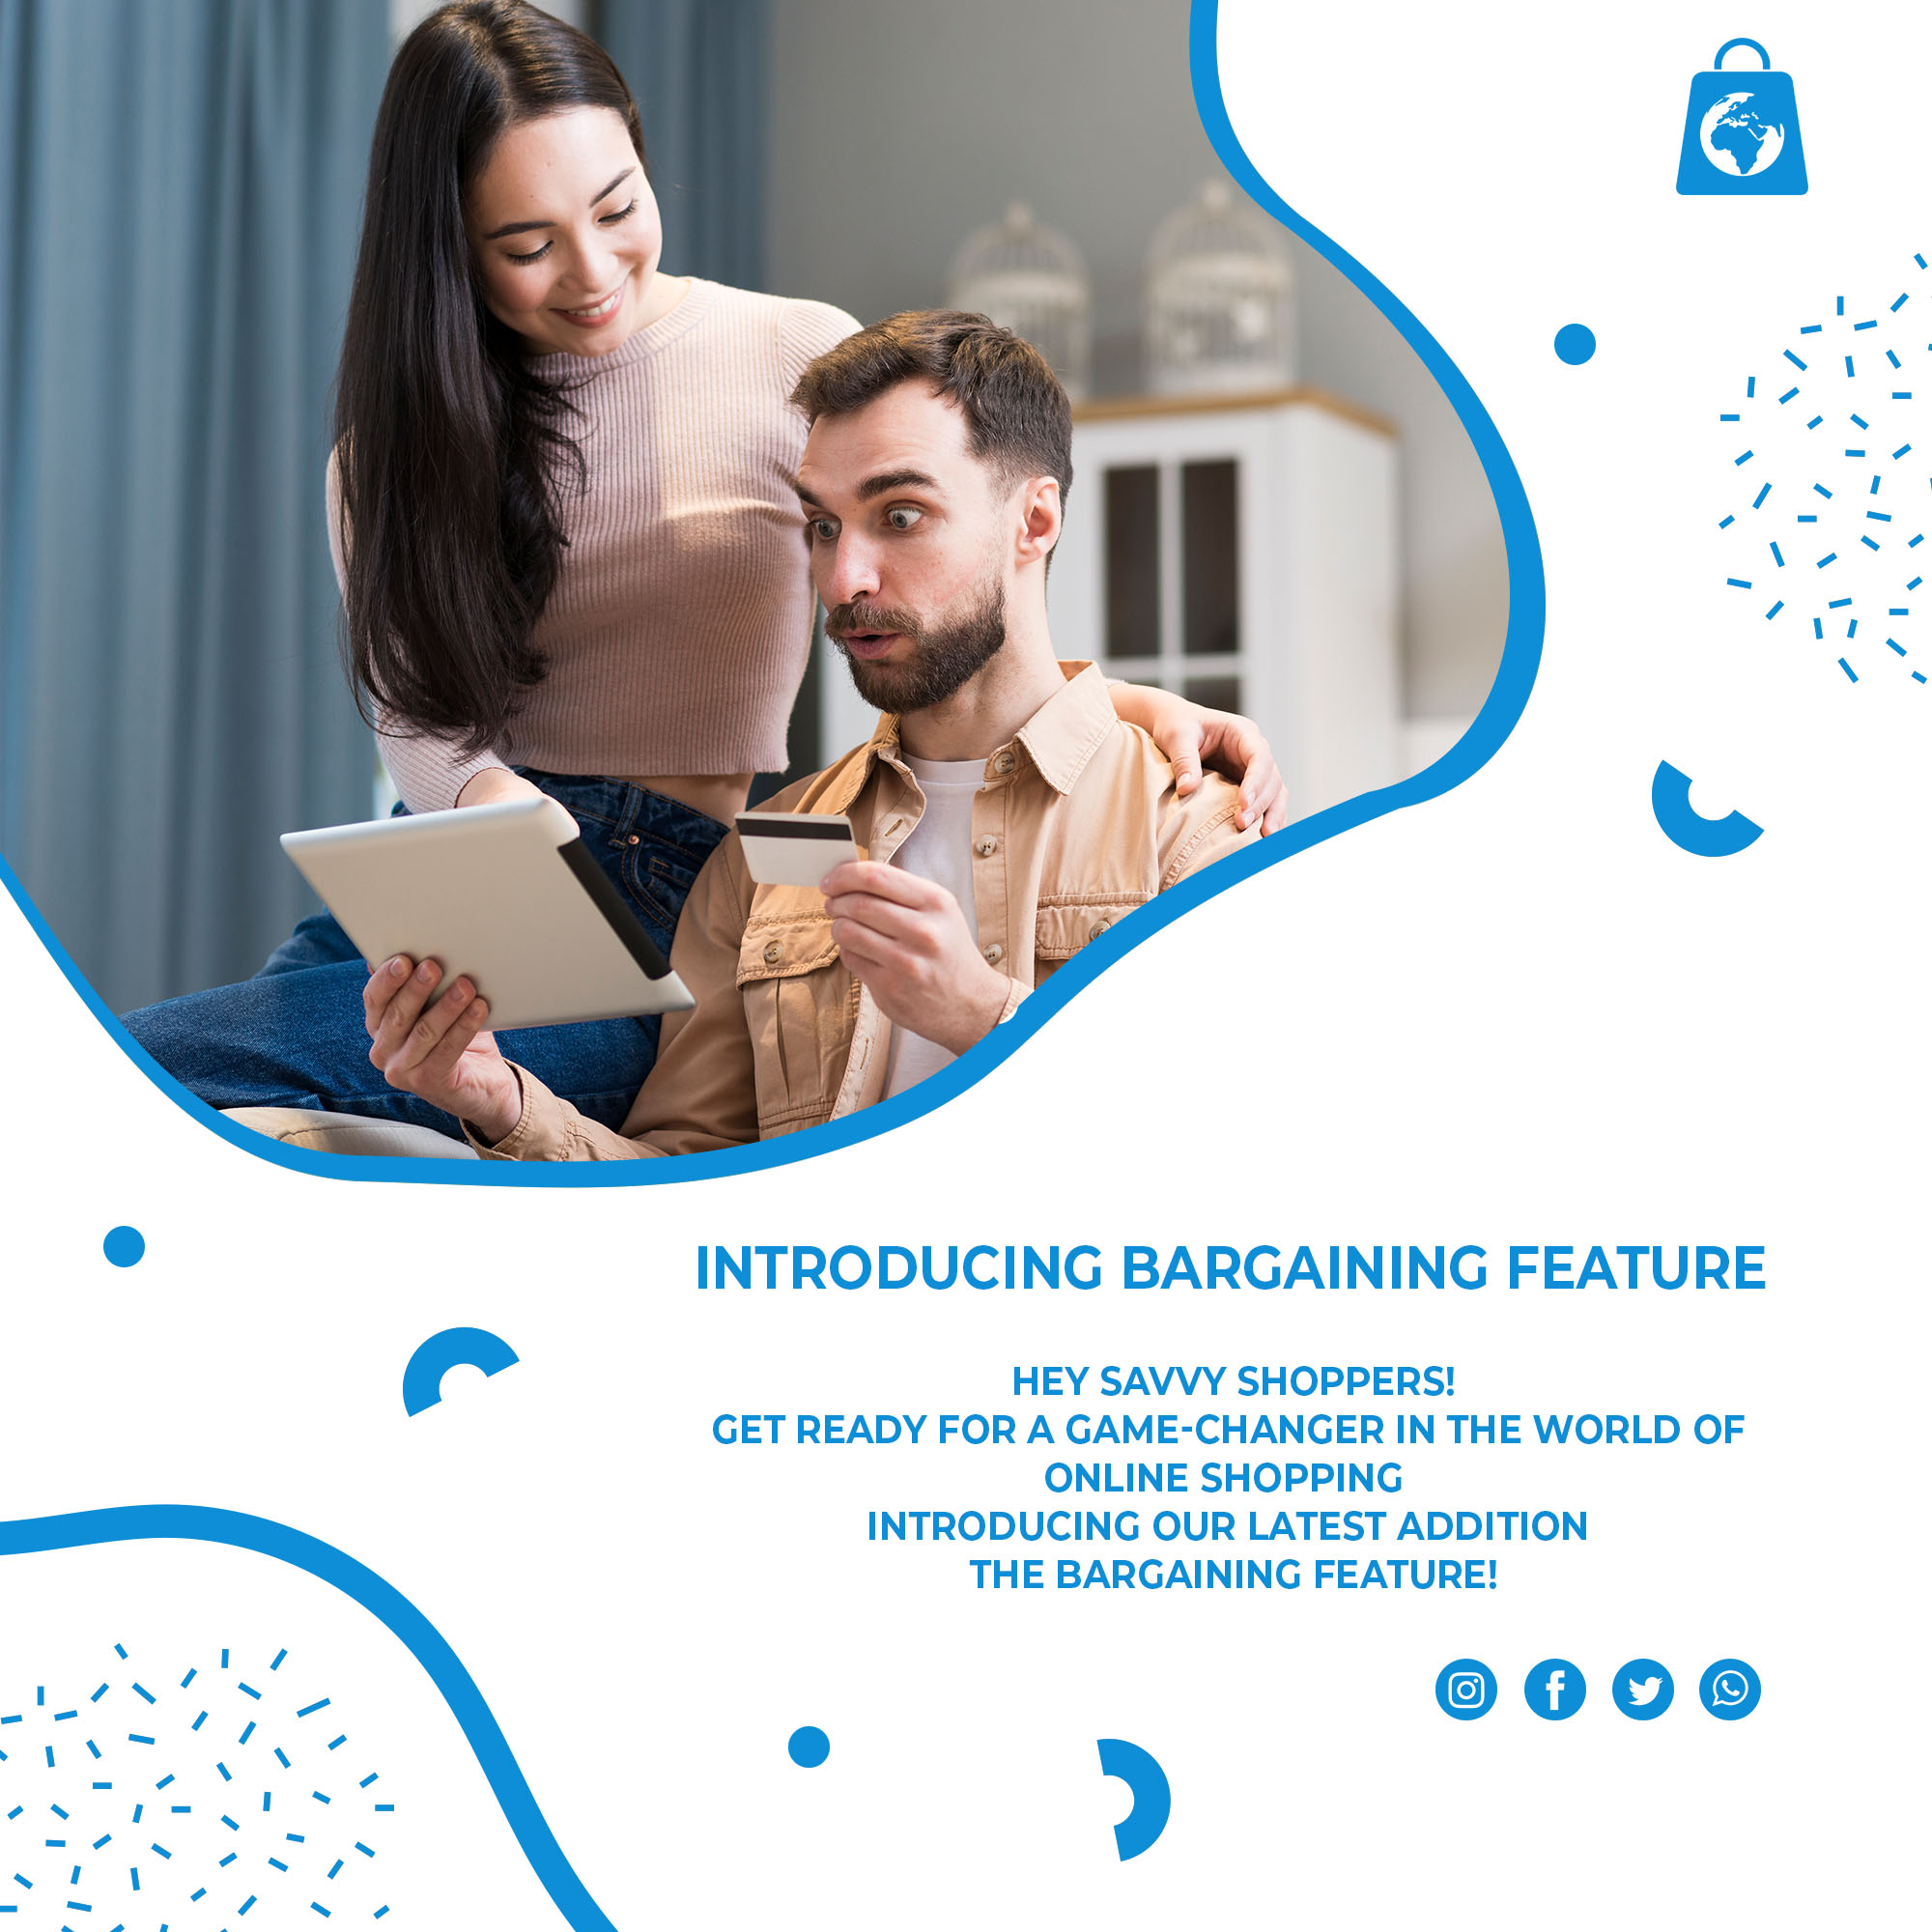 INTRODUCING BARGAINING FEATURE
HEY SAVVY SHOPPERS!
GET READY FOR A GAME-CHANGER IN THE WORLD OF
ONLINE SHOPPING
INTRODUCING OUR LATEST ADDITION
THE BARGAINING FEATURE!